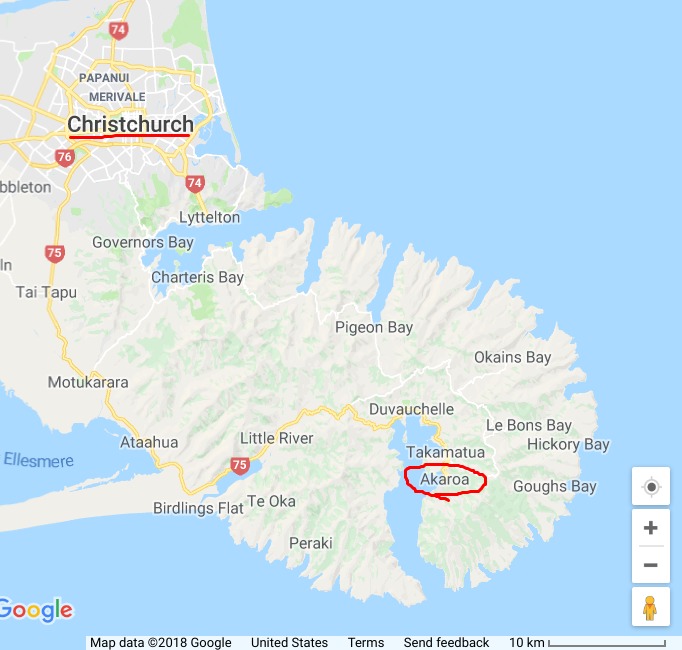 74
PAPANUI
MERIVALE
Christchurch
76
bbleton
74
Lyttelton
Governors Bay
75
ln
Charteris Bay
Tai Tapu
Pigeon Bay
Okains Bay
Motukarara
Duvauchelle
Le Bons Bay
Little River
Ataahua
Hickory Bay
Takamatua
Ellesmere
75
Akaroa
Goughs Bay
Te Oka
Birdlings Flat
Peraki
Google
Map data ©2018 Google United States Terms Send feedback 10 km